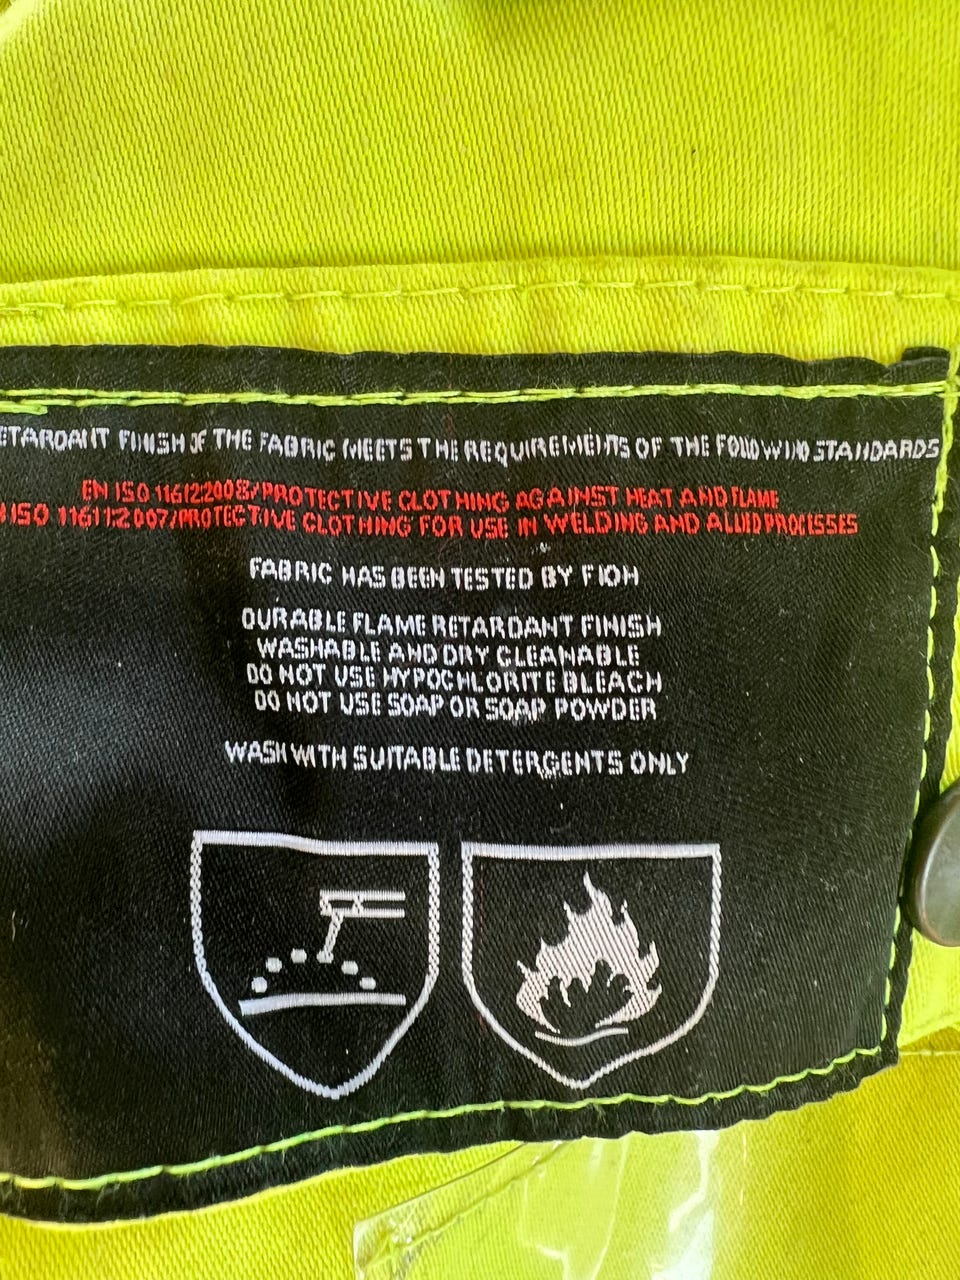 ETARDANT FINISH OF THE FABRIC MEETS THE REQUIREMENTS OF THE FOLLOWING STANDARDS
EN ISO 11612:2008/PROTECTIVE CLOTHING AGAINST HEAT AND FLAME
N ISO 11611:2007/PROTECTIVE CLOTHING FOR USE IN WELDING AND ALLIED PROCESSES
FABRIC HAS BEEN TESTED BY FIOH
DURABLE FLAME RETARDANT FINISH
WASHABLE AND DRY CLEANABLE
DO NOT USE HYPOCHLORITE BLEACH
DO NOT USE SOAP OR SOAP POWDER
WASH WITH SUITABLE DETERGENTS ONLY